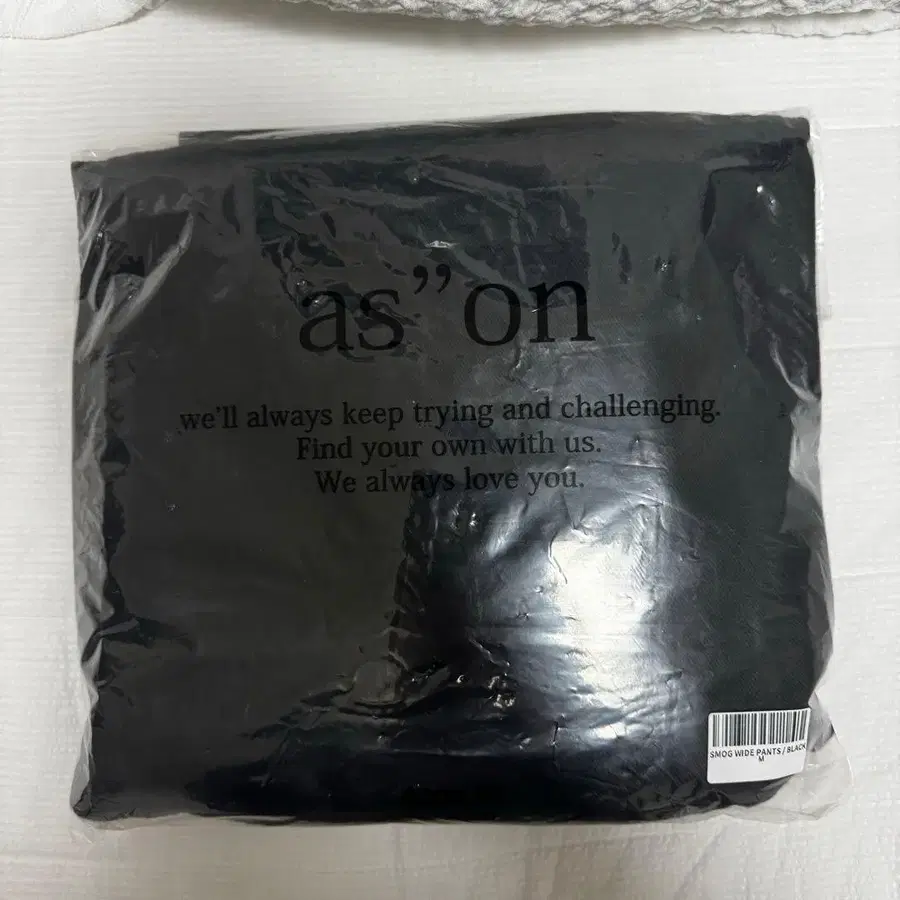 as”on
we'll always keep trying and challenging.
Find your own with us.
We always love you.
SMOG WIDE PANTS / BLACK
M